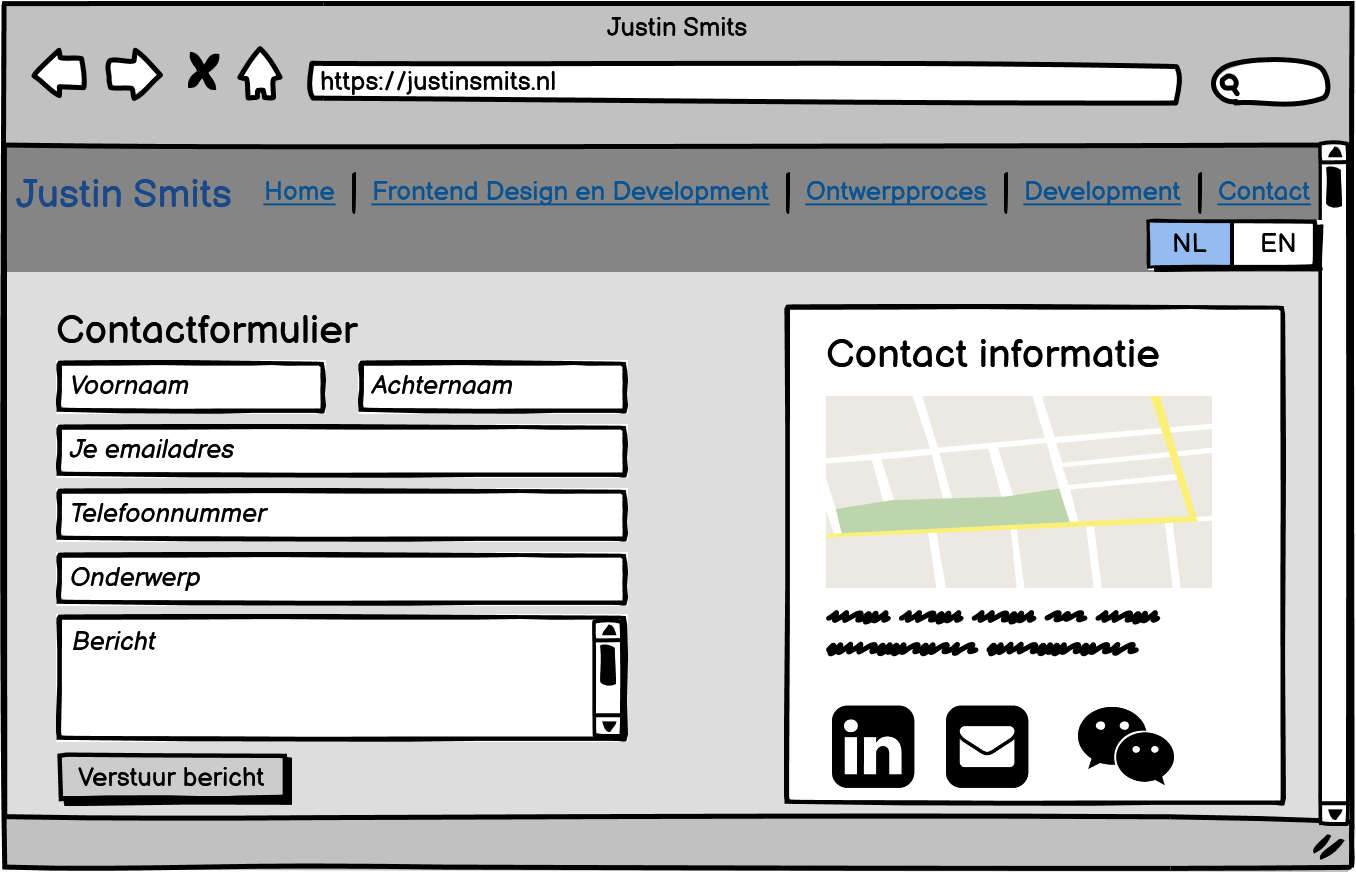 Justin Smits
https://justinsmits.nl
Justin Smits Home Frontend Design en Development Ontwerpproces Development Contact
NL EN
Contactformulier
Voornaam Achternaam
Je emailadres
Telefoonnummer
Onderwerp
Bericht
Verstuur bericht
Contact informatie
in